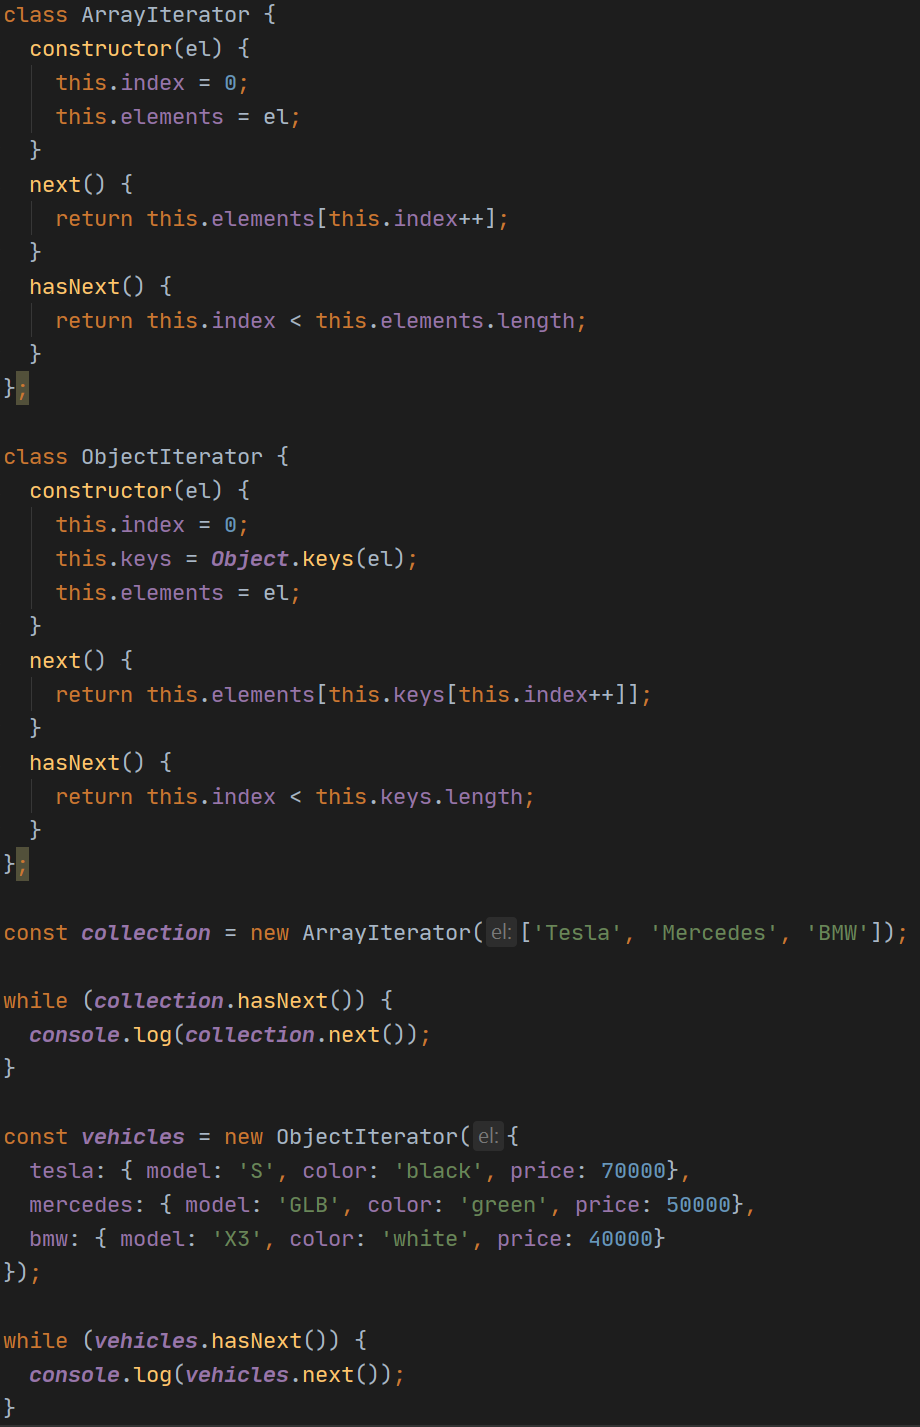 class ArrayIterator {
  constructor(el) {
    this.index = 0;
    this.elements = el;
  }
  next() {
    return this.elements[this.index++];
  }
  hasNext() {
    return this.index < this.elements.length;
  }
};

class ObjectIterator {
  constructor(el) {
    this.index = 0;
    this.keys = Object.keys(el);
    this.elements = el;
  }
  next() {
    return this.elements[this.keys[this.index++]];
  }
  hasNext() {
    return this.index < this.keys.length;
  }
};

const collection = new ArrayIterator( el: ['Tesla', 'Mercedes', 'BMW']);

while (collection.hasNext()) {
  console.log(collection.next());
}

const vehicles = new ObjectIterator( el: {
  tesla: { model: 'S', color: 'black', price: 70000},
  mercedes: { model: 'GLB', color: 'green', price: 50000},
  bmw: { model: 'X3', color: 'white', price: 40000}
});

while (vehicles.hasNext()) {
  console.log(vehicles.next());
}